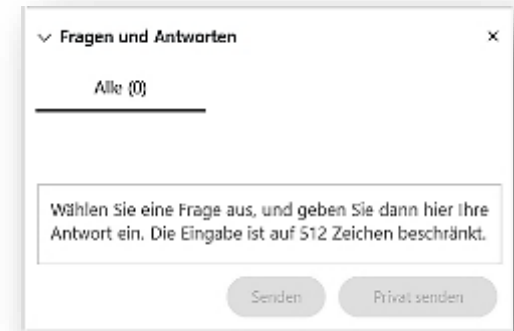 Fragen und Antworten
Alle (0)
Wählen Sie eine Frage aus, und geben Sie dann hier Ihre
Antwort ein. Die Eingabe ist auf 512 Zeichen beschränkt.
Senden Privat senden